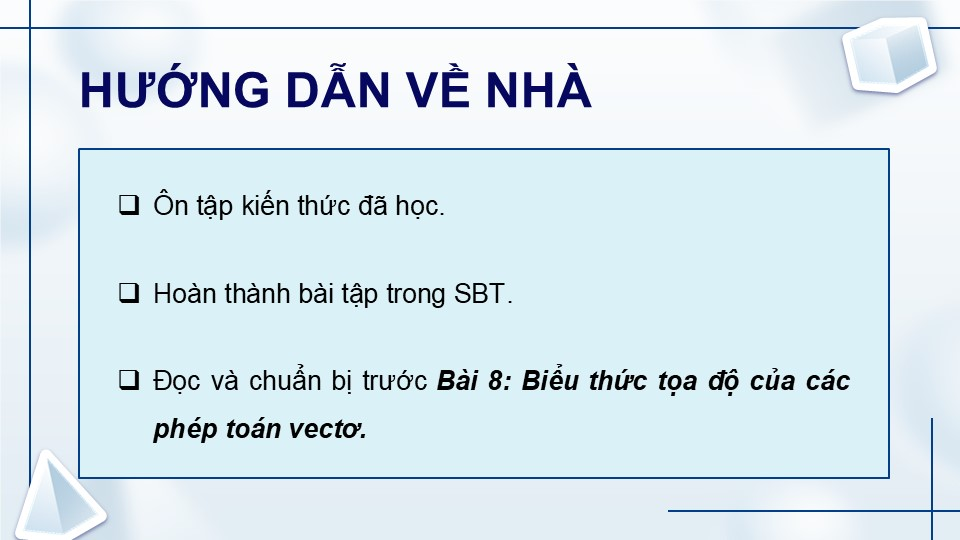 HƯỚNG DẪN VỀ NHÀ
Ôn tập kiến thức đã học.
Hoàn thành bài tập trong SBT.
Đọc và chuẩn bị trước Bài 8: Biểu thức tọa độ của các
phép toán vectơ.